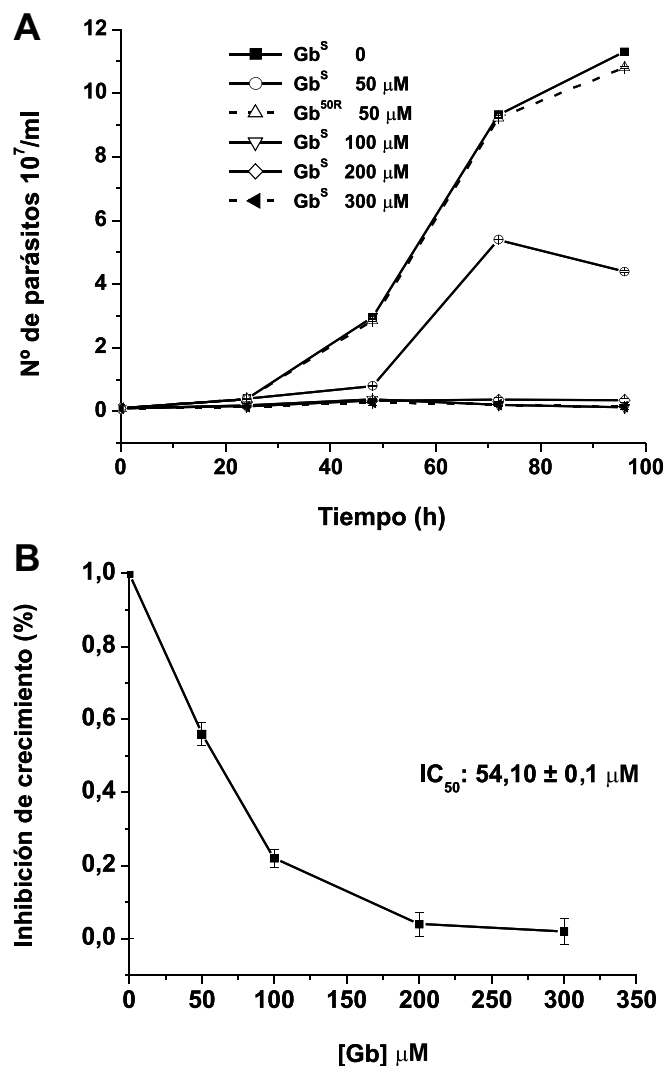 A
12
10
8
6
4
2
0
Nº de parásitos 10⁷/ml
Gbˢ 0
Gbˢ 50 µM
Gb⁵⁰ᴿ 50 µM
Gbˢ 100 µM
Gbˢ 200 µM
Gbˢ 300 µM
0 20 40 60 80 100
Tiempo (h)
B
1,0
0,8
0,6
0,4
0,2
0,0
Inhibición de crecimiento (%)
IC₅₀: 54,10 ± 0,1 µM
0 50 100 150 200 250 300 350
[Gb] µM